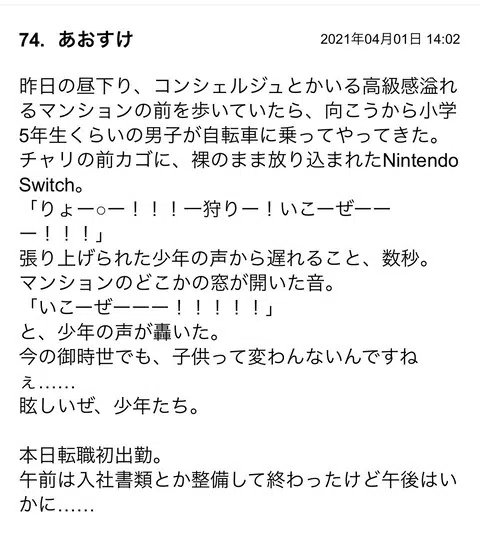 74. あおすけ 2021年04月01日 14:02
昨日の昼下り、コンシェルジュとかいる高級感溢れ
るマンションの前を歩いていたら、向こうから小学
5年生くらいの男子が自転車に乗ってやってきた。
チャリの前カゴに、裸のまま放り込まれたNintendo
Switch。
「りょー○ー！！！一狩りー！いこーぜーー
ー！！！」
張り上げられた少年の声から遅れること、数秒。
マンションのどこかの窓が開いた音。
「いこーぜーーー！！！！！」
と、少年の声が轟いた。
今の御時世でも、子供って変わんないんですね
ぇ……
眩しいぜ、少年たち。
本日転職初出勤。
午前は入社書類とか整備して終わったけど午後はい
かに……